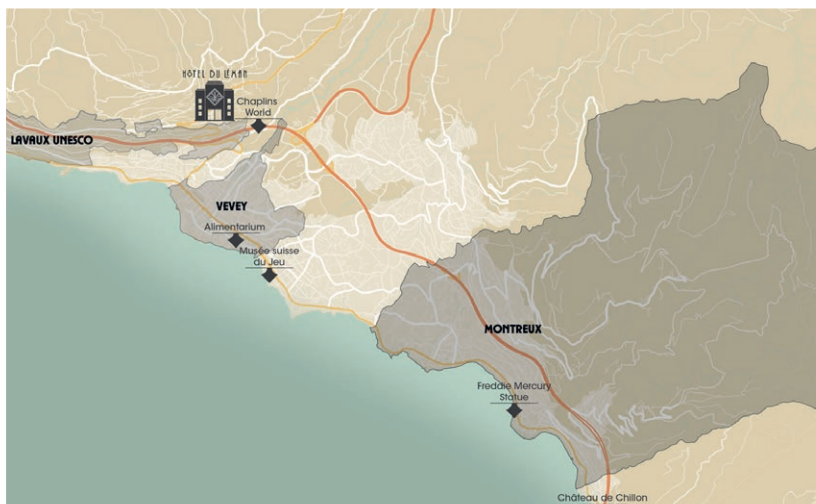 HÔTEL DU LÉMAN
Chaplins
World
LAVAUX UNESCO
VEVEY
Alimentarium
Musée suisse
du Jeu
MONTREUX
Freddie Mercury
Statue
Château de Chillon